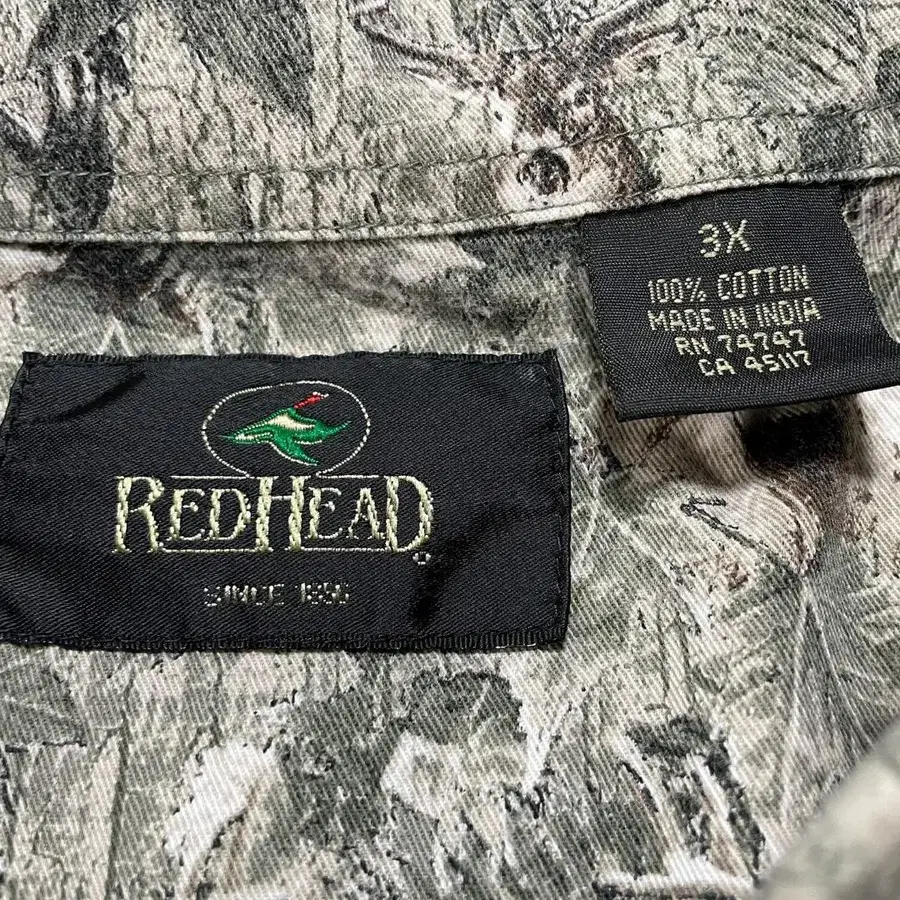 3X
100% COTTON
MADE IN INDIA
RN 74747
CA 45117
REDHEAD®
SINCE 1856